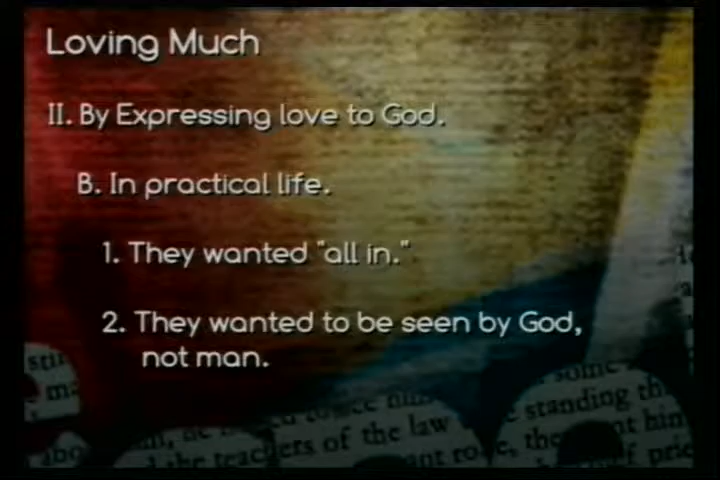 Loving Much
II. By Expressing love to God.
B. In practical life.
1. They wanted "all in."
2. They wanted to be seen by God,
not man.
some
standing th
teachers of the law